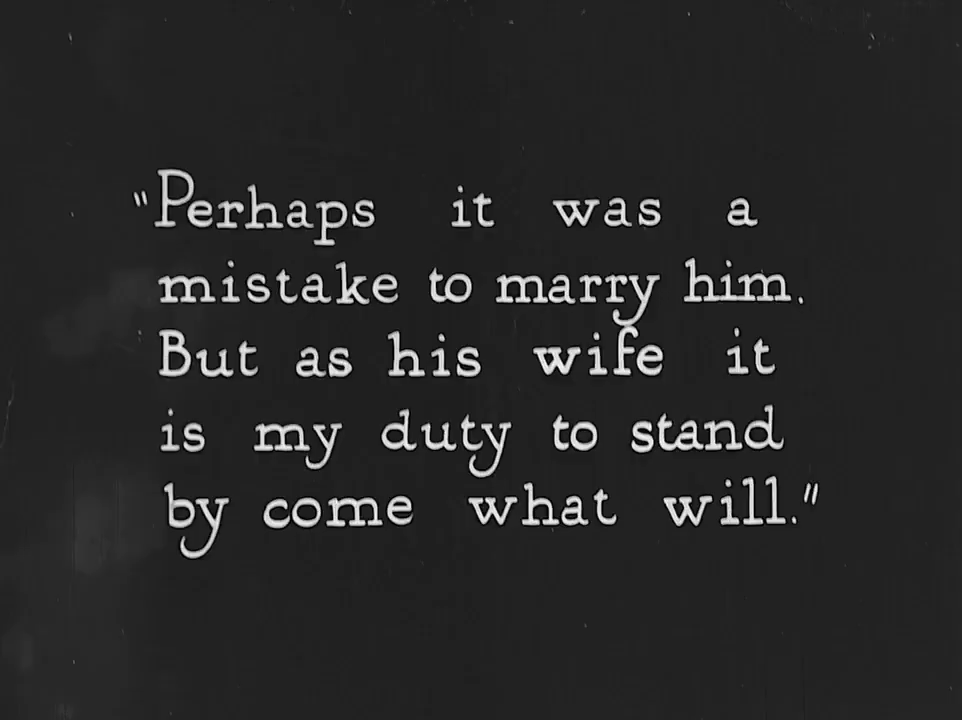 "Perhaps it was a
mistake to marry him.
But as his wife it
is my duty to stand
by come what will."